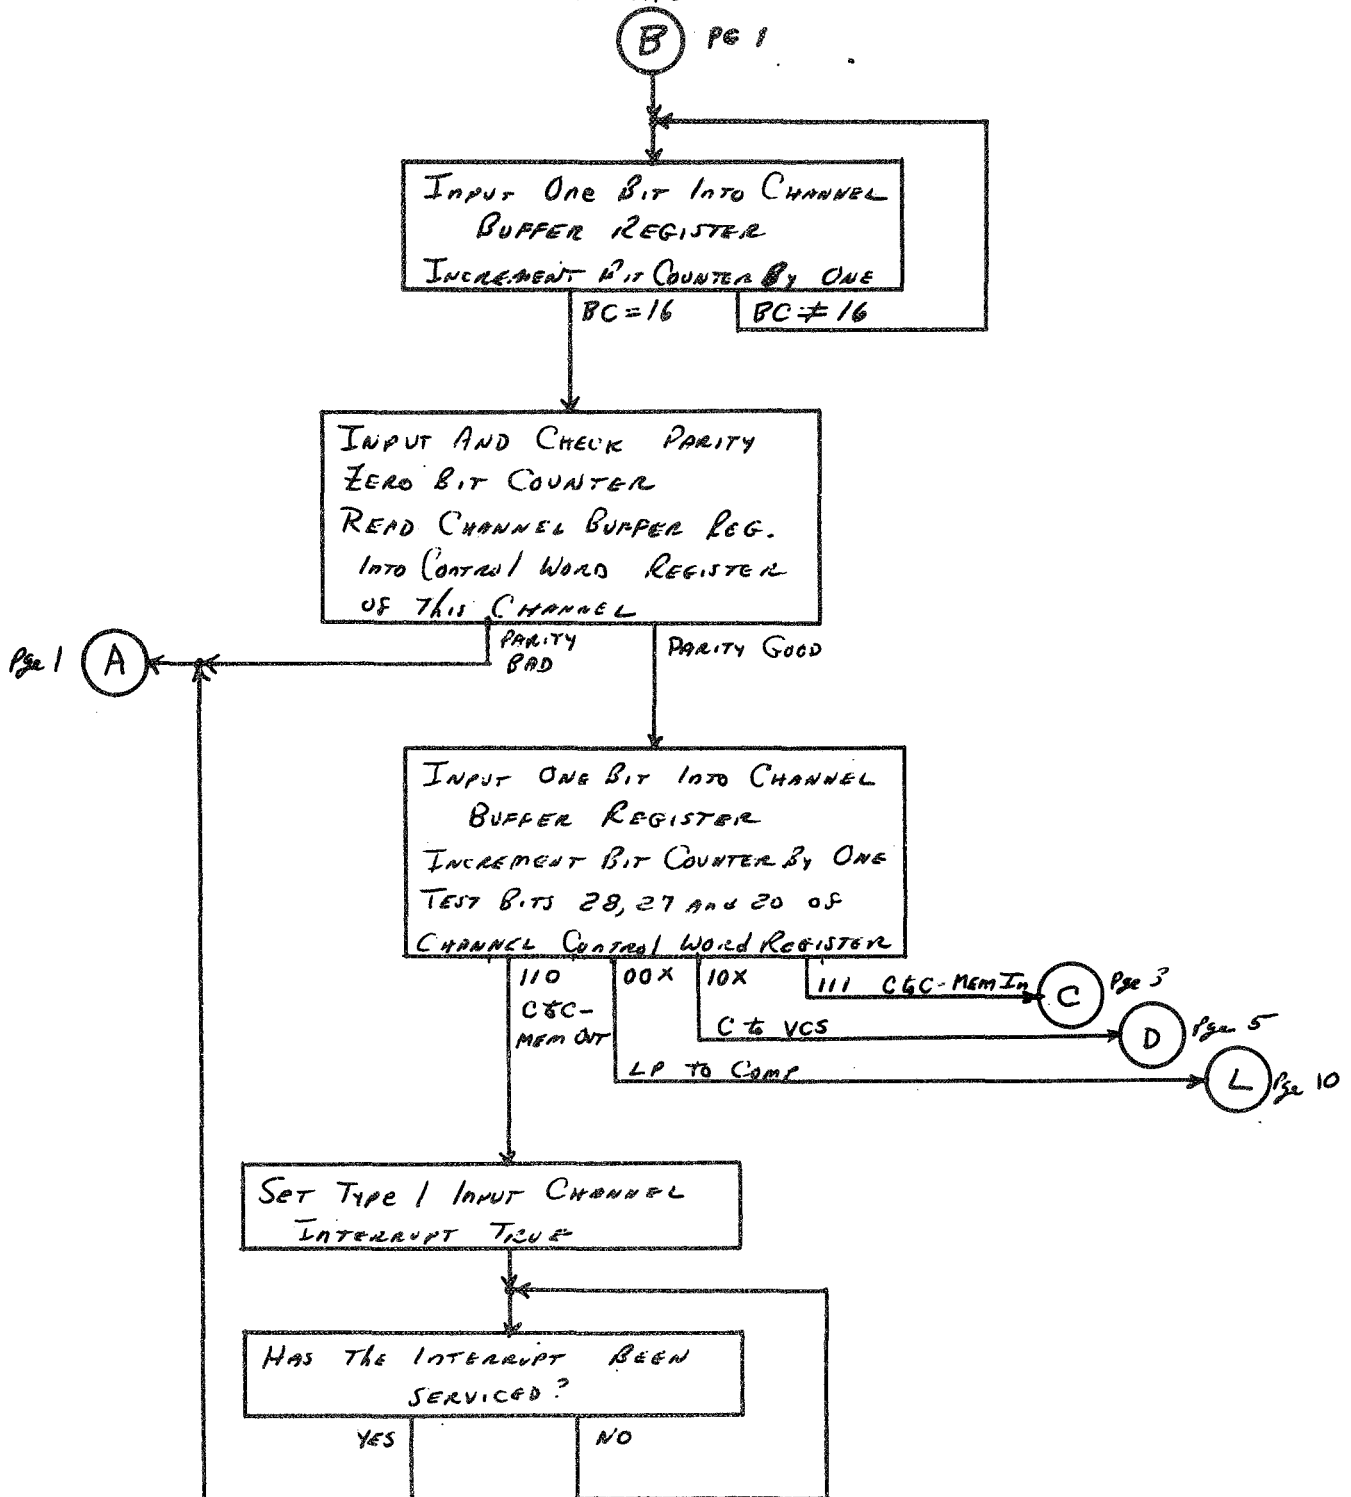 B PG 1
Input One Bit Into Channel
Buffer Register
Increment Bit Counter By One
BC = 16
BC ≠ 16
Input And Check Parity
Zero Bit Counter
Read Channel Buffer Reg.
Into Control Word Register
of This Channel
Parity
Bad
Parity Good
Pge 1 A
Input One Bit Into Channel
Buffer Register
Increment Bit Counter By One
Test Bits 28, 27 and 20 of
Channel Control Word Register
110
C to C-
Mem Out
00X
10X
111 C to C-Mem In C Pge 3
C to VCS D Pge 5
LP to Comp L Pge 10
Set Type 1 Input Channel
Interrupt True
Has The Interrupt Been
Serviced?
YES
NO